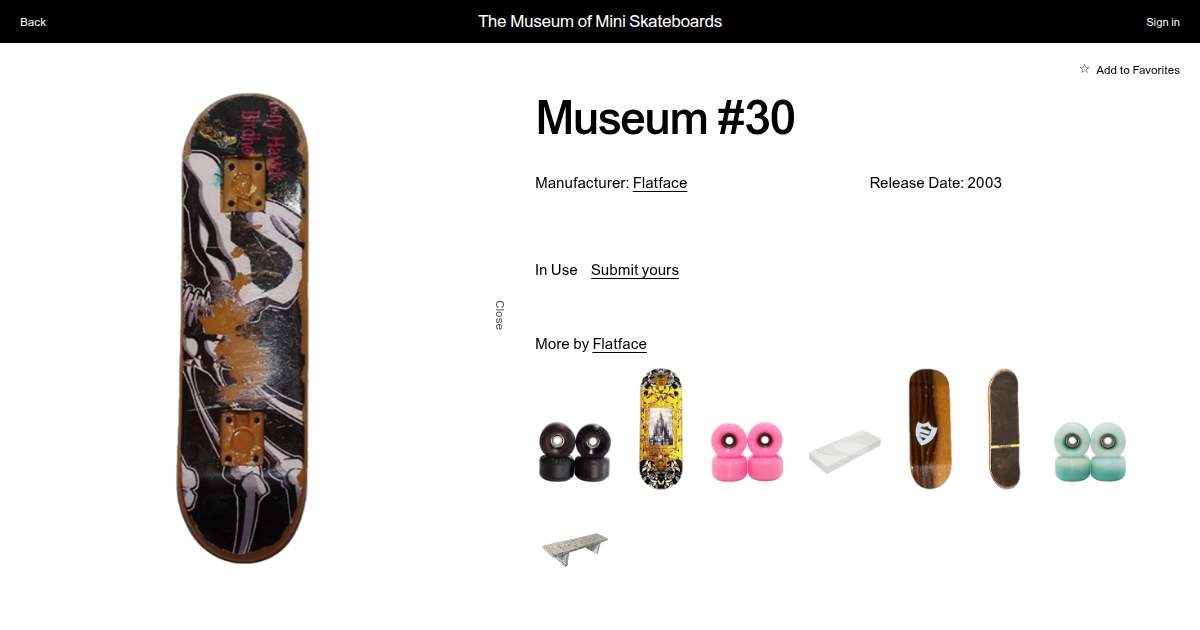 Back
The Museum of Mini Skateboards
Sign in
☆ Add to Favorites
Museum #30
Manufacturer: Flatface
Release Date: 2003
In Use
Submit yours
Close
More by Flatface
Hawk